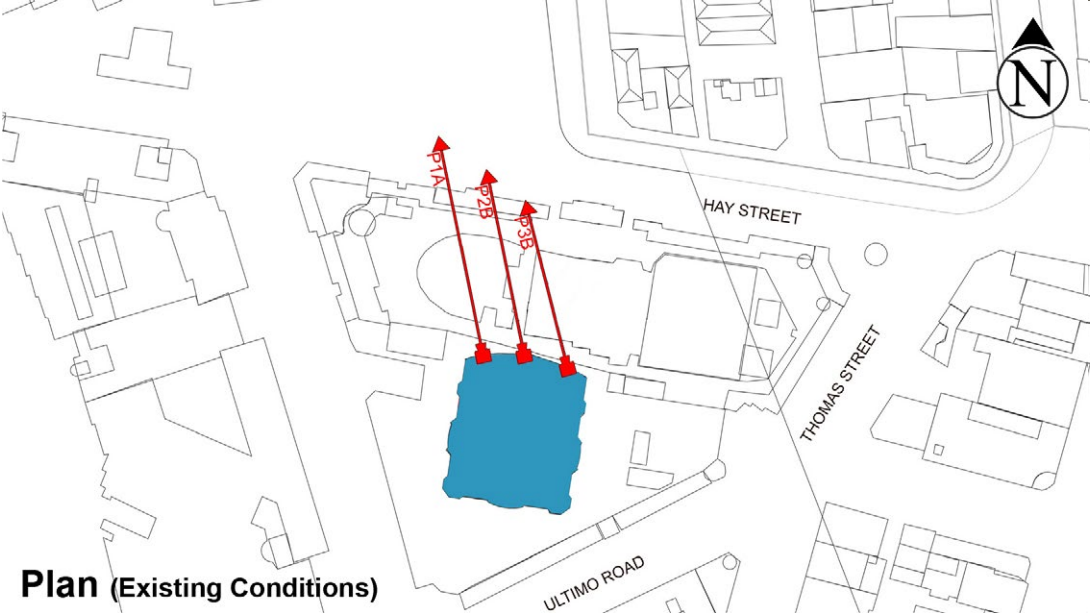 N
P1A
P2B
P3B
HAY STREET
THOMAS STREET
ULTIMO ROAD
Plan (Existing Conditions)